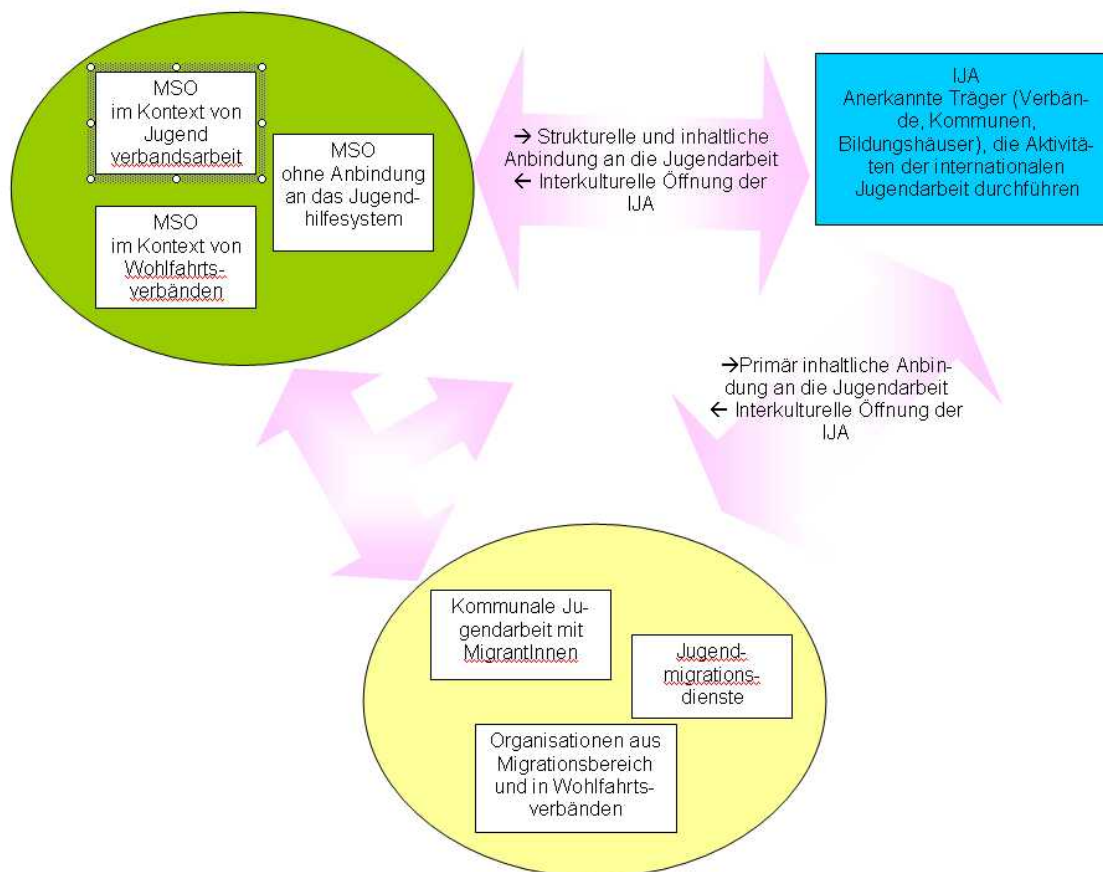 MSO
im Kontext von
Jugend
verbandsarbeit
MSO
ohne Anbindung
an das Jugend-
hilfesystem
MSO
im Kontext von
Wohlfahrts-
verbänden
→ Strukturelle und inhaltliche
Anbindung an die Jugendarbeit
← Interkulturelle Öffnung der
IJA
IJA
Anerkannte Träger (Verbän-
de, Kommunen,
Bildungshäuser), die Aktivitä-
ten der internationalen
Jugendarbeit durchführen
→Primär inhaltliche Anbin-
dung an die Jugendarbeit
← Interkulturelle Öffnung der
IJA
Kommunale Ju-
gendarbeit mit
MigrantInnen
Jugend-
migrations-
dienste
Organisationen aus
Migrationsbereich
und in Wohlfahrts-
verbänden